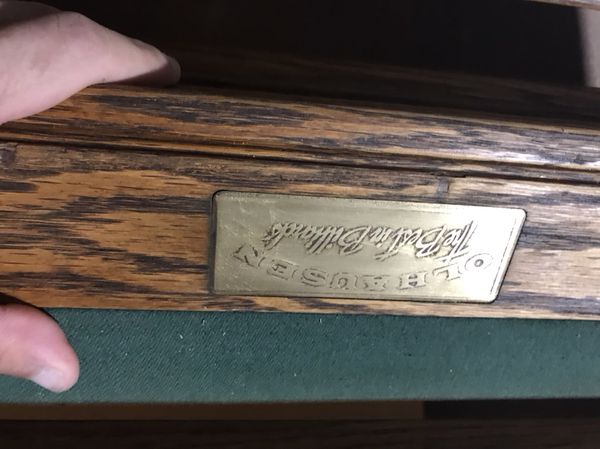 OLHAUSEN
The Best in Billiards